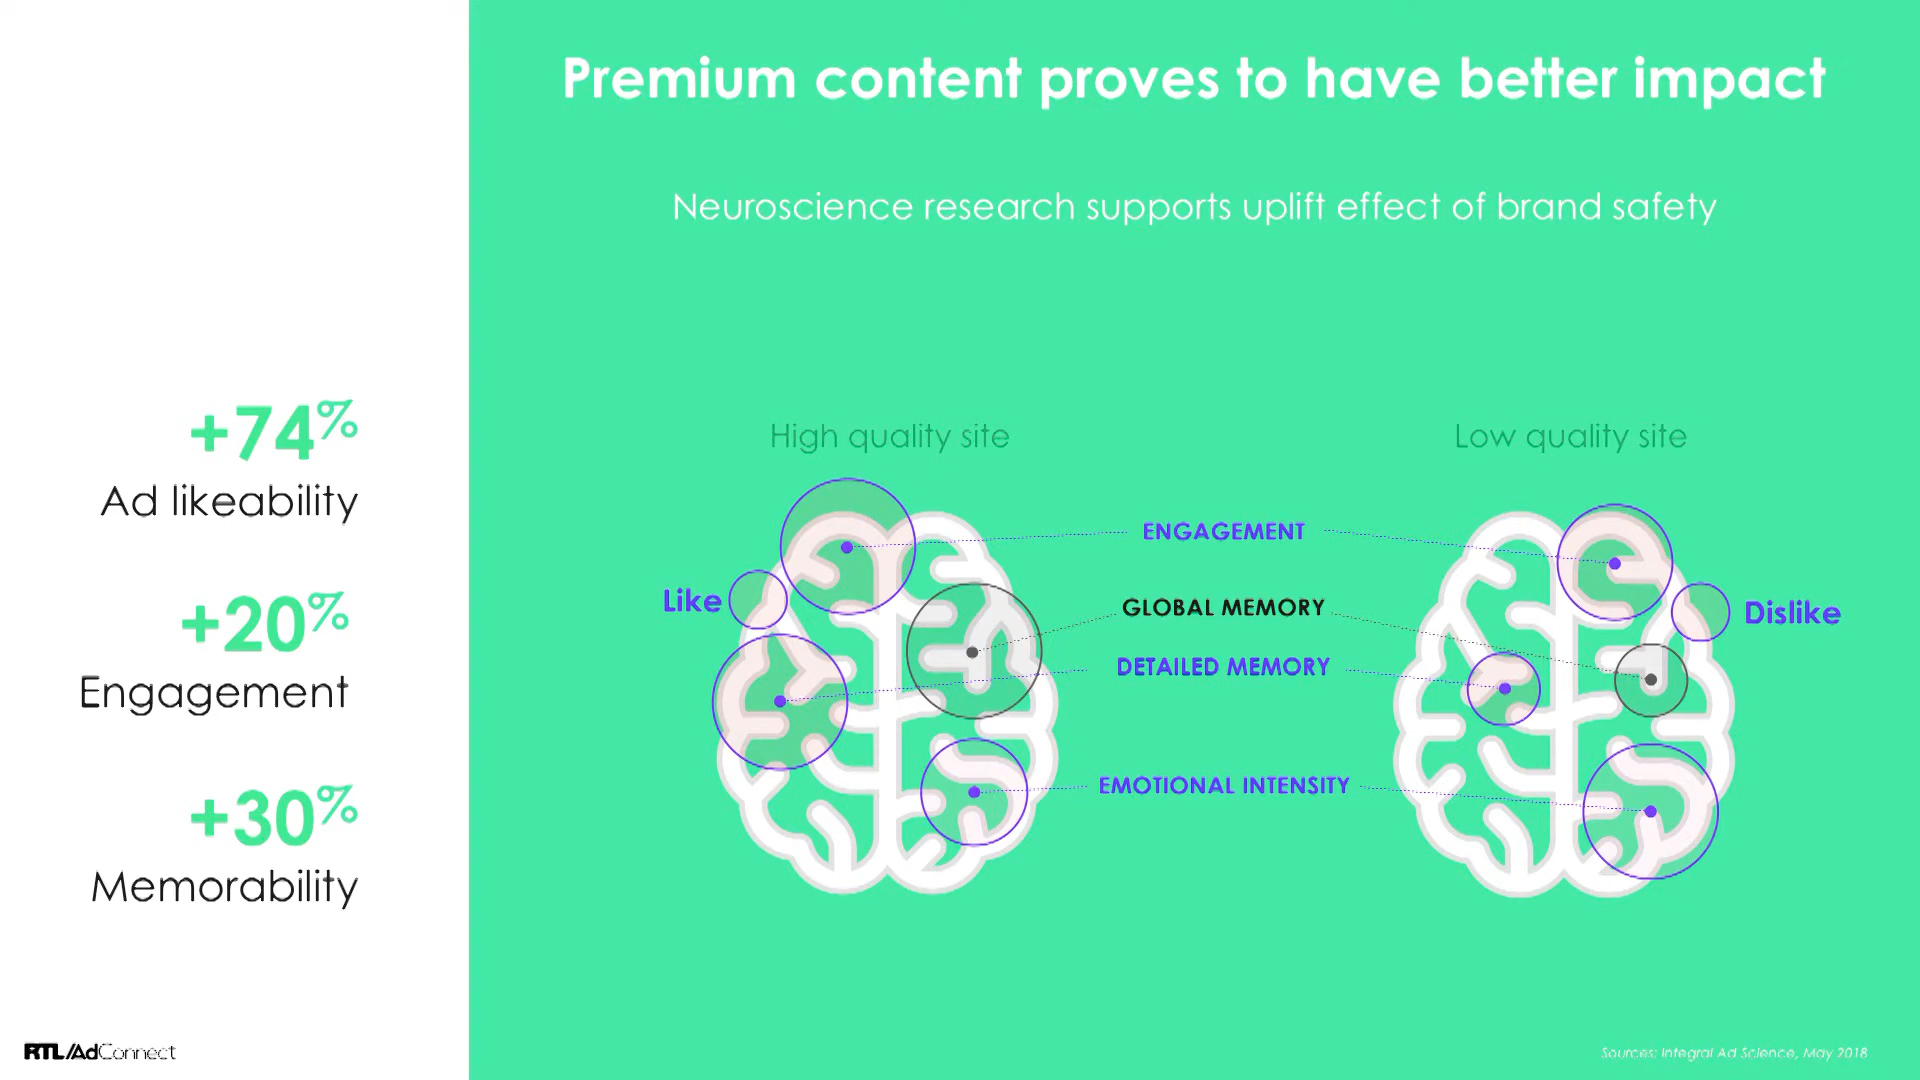 Premium content proves to have better impact
Neuroscience research supports uplift effect of brand safety
+74%
Ad likeability
+20%
Engagement
+30%
Memorability
High quality site
Low quality site
ENGAGEMENT
Like
GLOBAL MEMORY
Dislike
DETAILED MEMORY
EMOTIONAL INTENSITY
RTL/AdConnect
Sources: Integral Ad Science, May 2018